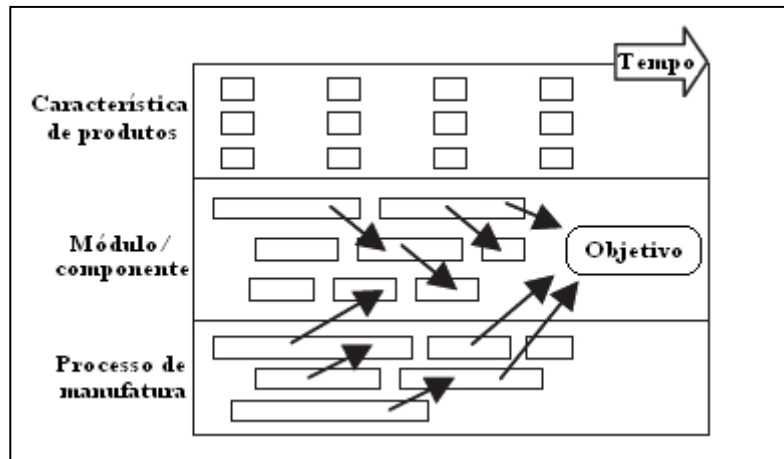 Tempo
Característica
de produtos
Módulo /
componente
Objetivo
Processo de
manufatura